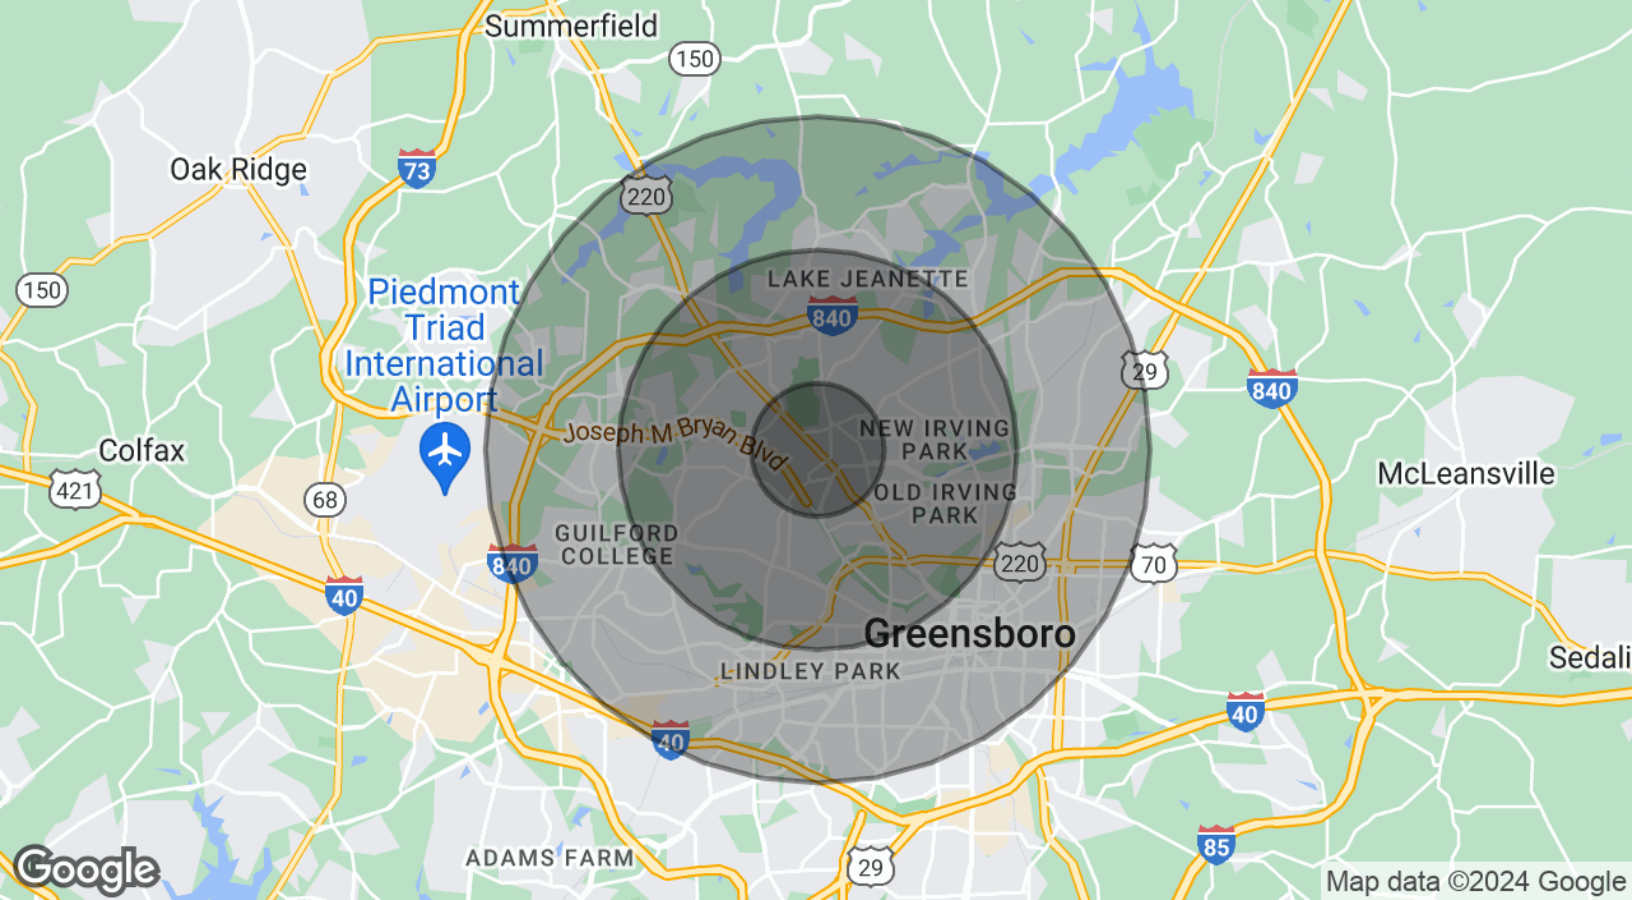 Summerfield
150
Oak Ridge
73
220
150
Piedmont
Triad
International
Airport
LAKE JEANETTE
840
29
840
Joseph M Bryan Blvd
NEW IRVING
PARK
Colfax
421
68
OLD IRVING
PARK
McLeansville
GUILFORD
COLLEGE
840
220
70
40
Greensboro
Sedali
LINDLEY PARK
40
40
ADAMS FARM
29
85
Google
Map data ©2024 Google